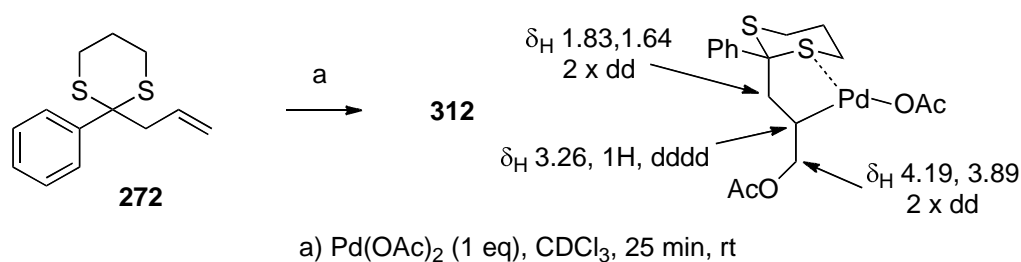 S S
272
a
312
δH 1.83,1.64
2 x dd
S
Ph
S
Pd
OAc
δH 3.26, 1H, dddd
AcO
δH 4.19, 3.89
2 x dd
a) Pd(OAc)2 (1 eq), CDCl3, 25 min, rt